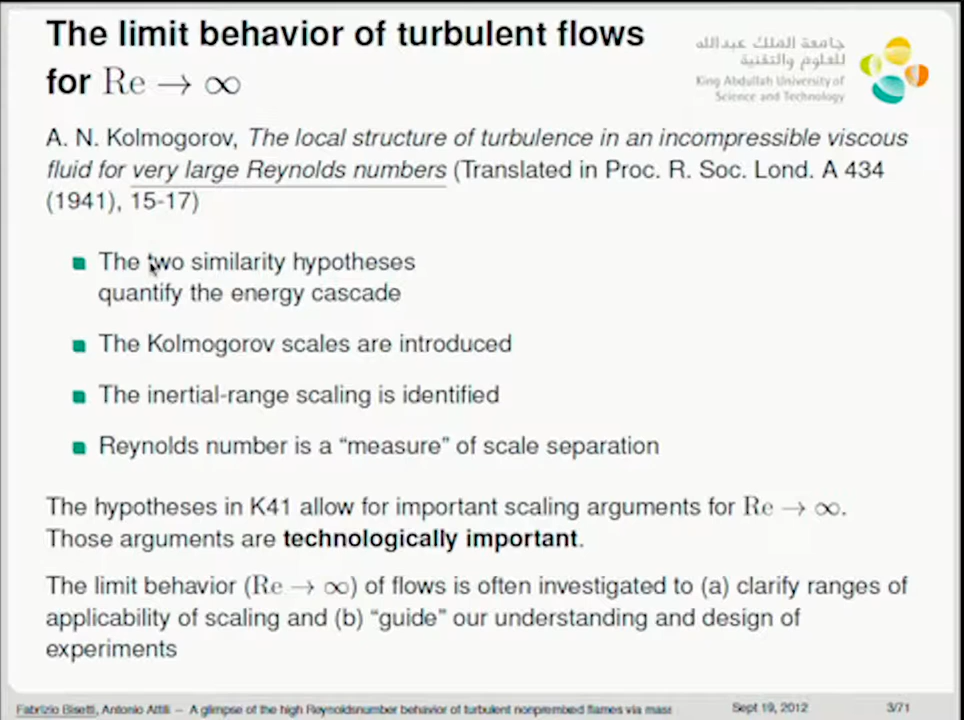 The limit behavior of turbulent flows
for Re → ∞
جامعة الملك عبدالله
للعلوم والتقنية
King Abdullah University of
Science and Technology
A. N. Kolmogorov, The local structure of turbulence in an incompressible viscous
fluid for very large Reynolds numbers (Translated in Proc. R. Soc. Lond. A 434
(1941), 15-17)
The two similarity hypotheses
quantify the energy cascade
The Kolmogorov scales are introduced
The inertial-range scaling is identified
Reynolds number is a “measure” of scale separation
The hypotheses in K41 allow for important scaling arguments for Re → ∞.
Those arguments are technologically important.
The limit behavior (Re → ∞) of flows is often investigated to (a) clarify ranges of
applicability of scaling and (b) “guide” our understanding and design of
experiments
Fabrizio Bisetti, Antonio Attili – A glimpse of the high Reynoldsnumber behavior of turbulent nonpremixed flames via mass
Sept 19, 2012
3/71